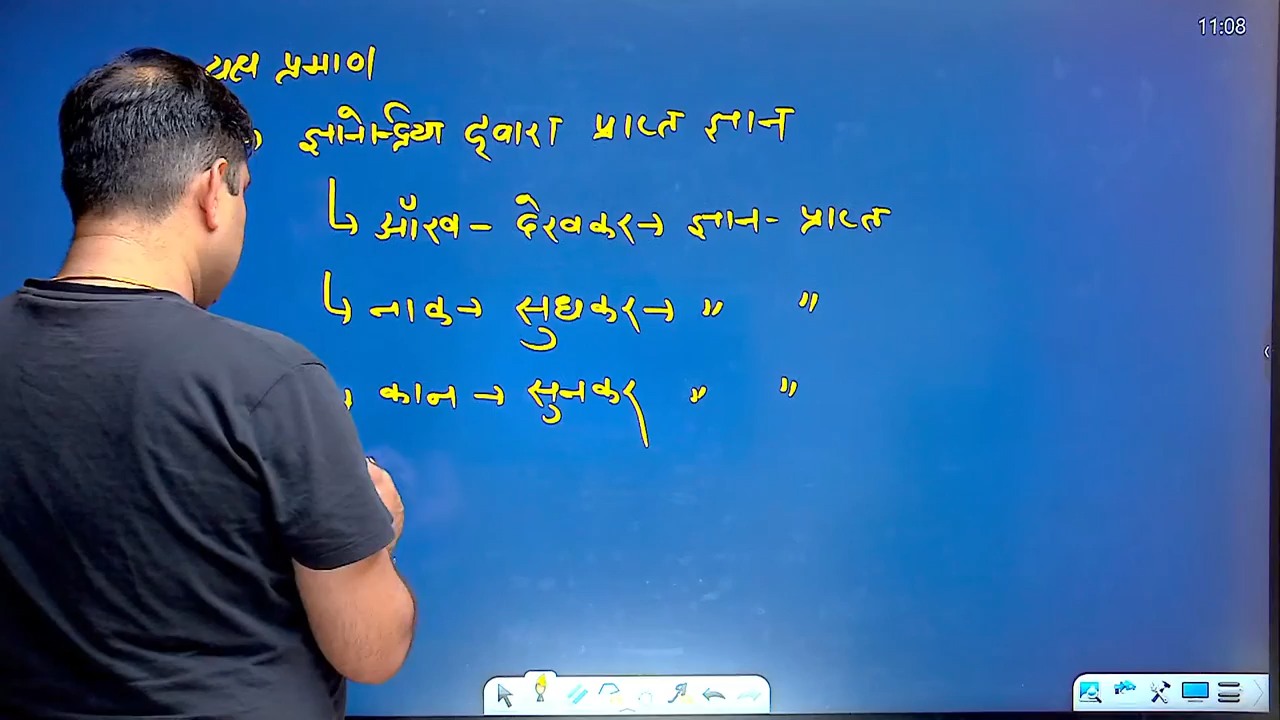 11:08
प्रमाण
ज्ञानेन्द्रिय द्वारा प्राप्त ज्ञान
↳ आँख - देखकर → ज्ञान - प्राप्त
↳ नाक → सुघकर → " "
कान → सुनकर " "